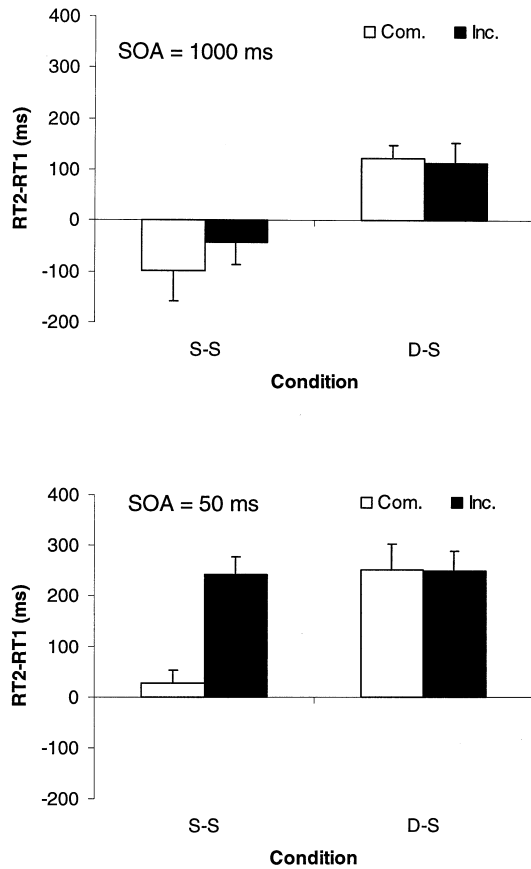 400
SOA = 1000 ms
Com. Inc.
300
200
100
0
-100
-200
RT2-RT1 (ms)
S-S D-S
Condition
400
SOA = 50 ms
Com. Inc.
300
200
100
0
-100
-200
RT2-RT1 (ms)
S-S D-S
Condition